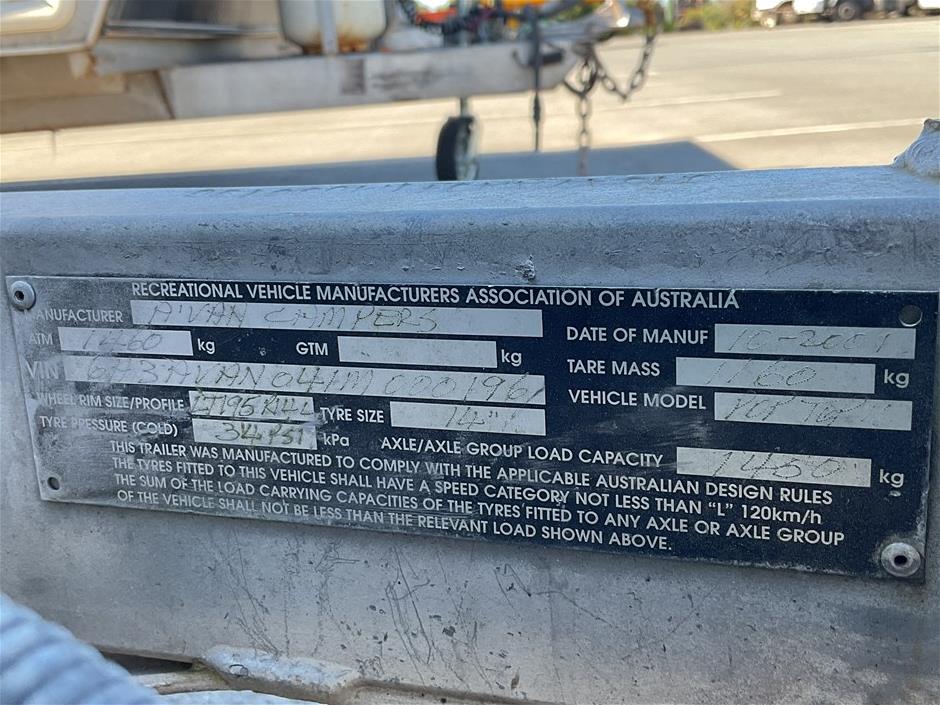 RECREATIONAL VEHICLE MANUFACTURERS ASSOCIATION OF AUSTRALIA
MANUFACTURER A'VAN CAMPERS DATE OF MANUF 10-2001
ATM 1460 kg GTM kg TARE MASS 1160 kg
VIN 6A3AVAN041M000196 VEHICLE MODEL
WHEEL RIM SIZE/PROFILE LT195R14L TYRE SIZE 14"
TYRE PRESSURE (COLD) 34 PSI kPa AXLE/AXLE GROUP LOAD CAPACITY 1450 kg
THIS TRAILER WAS MANUFACTURED TO COMPLY WITH THE APPLICABLE AUSTRALIAN DESIGN RULES
THE TYRES FITTED TO THIS VEHICLE SHALL HAVE A SPEED CATEGORY NOT LESS THAN "L" 120km/h
THE SUM OF THE LOAD CARRYING CAPACITIES OF THE TYRES FITTED TO ANY AXLE OR AXLE GROUP
OF THE VEHICLE SHALL NOT BE LESS THAN THE RELEVANT LOAD SHOWN ABOVE.